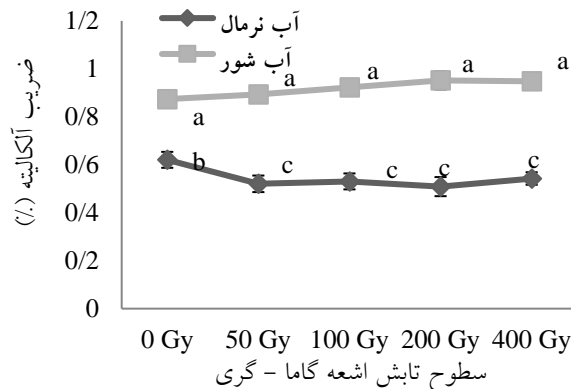 1/2
1
0/8
0/6
0/4
0/2
0
ضریب آلکالیته (%)
آب نرمال
آب شور
a
a
a
a
a
b
c
c
c
c
0 Gy
50 Gy
100 Gy
200 Gy
400 Gy
سطوح تابش اشعه گاما - گری